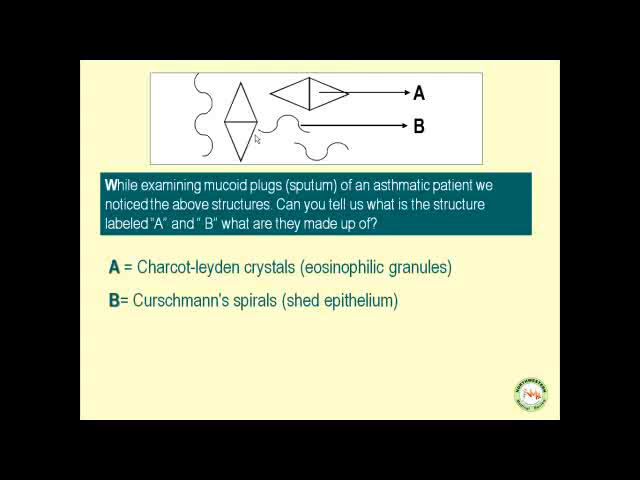 A
B
While examining mucoid plugs (sputum) of an asthmatic patient we
noticed the above structures. Can you tell us what is the structure
labeled "A" and " B" what are they made up of?
A = Charcot-leyden crystals (eosinophilic granules)
B= Curschmann's spirals (shed epithelium)
NORTHWESTERN
NMR